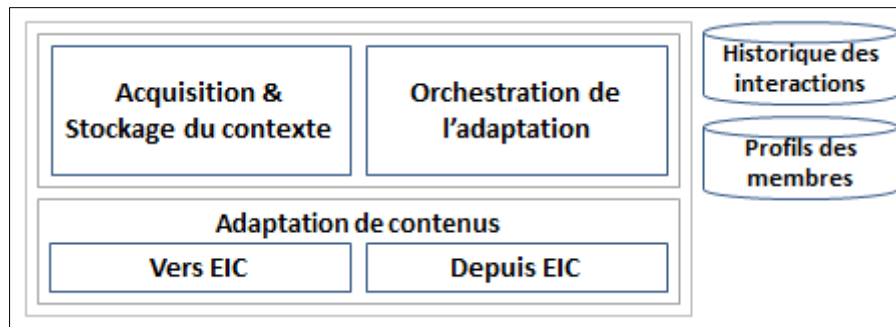 Acquisition &
Stockage du contexte
Orchestration de
l'adaptation
Historique des
interactions
Profils des
membres
Adaptation de contenus
Vers EIC
Depuis EIC